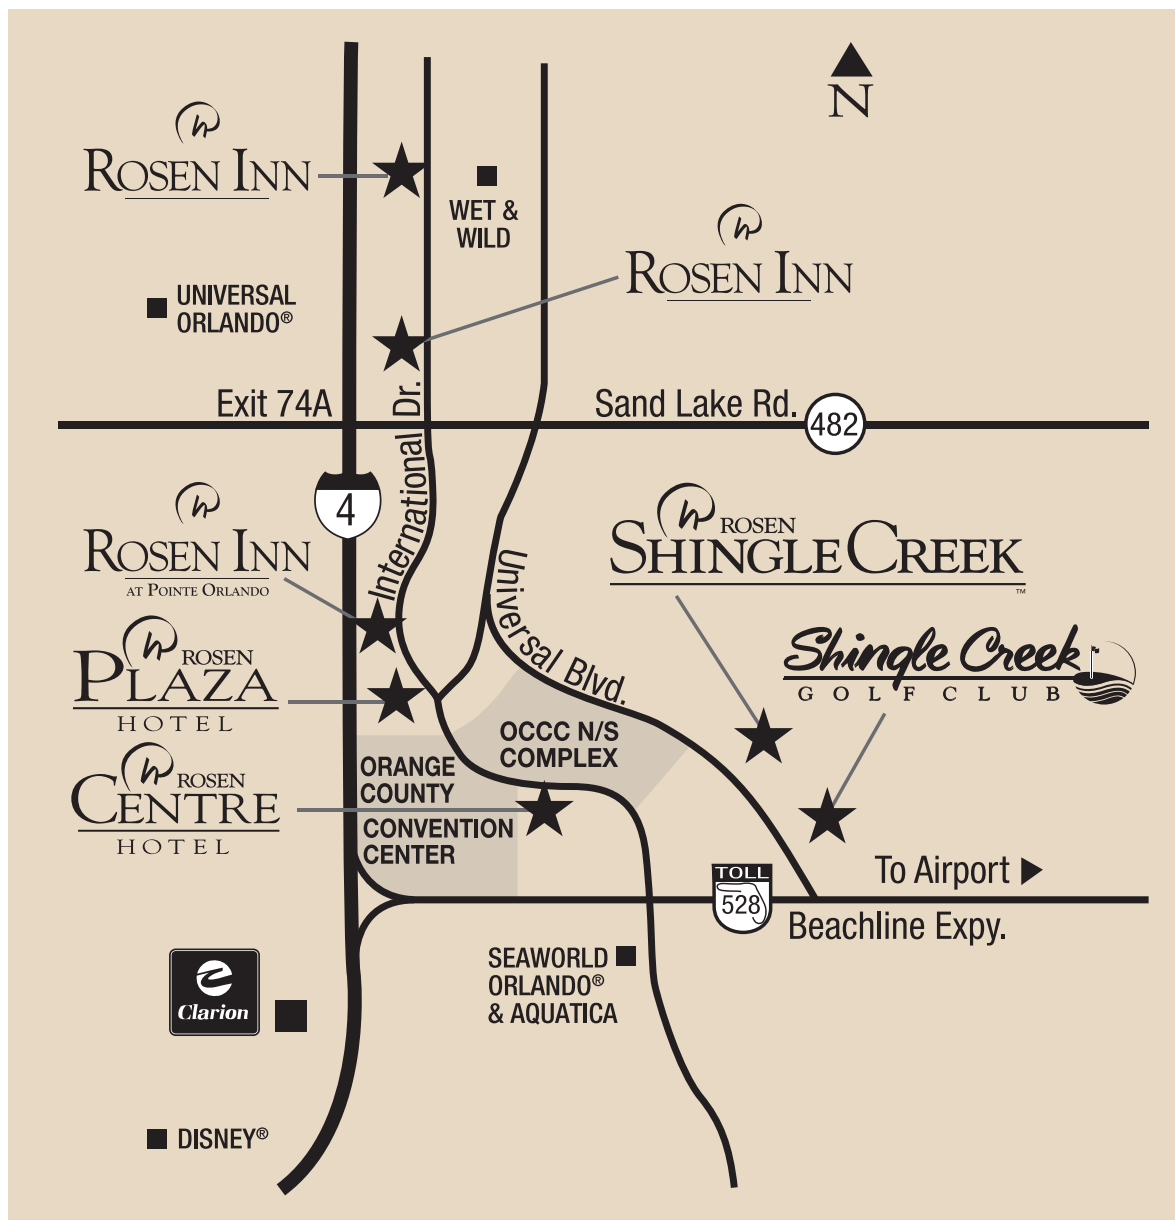 N
ROSEN INN
WET &
WILD
ROSEN INN
UNIVERSAL
ORLANDO®
Exit 74A
International Dr.
Sand Lake Rd.
482
4
ROSEN INN
AT POINTE ORLANDO
ROSEN
SHINGLE CREEK
™
Universal Blvd.
ROSEN
PLAZA
HOTEL
Shingle Creek
GOLF CLUB
OCCC N/S
COMPLEX
ROSEN
CENTRE
HOTEL
ORANGE
COUNTY
CONVENTION
CENTER
To Airport
TOLL
528
Beachline Expy.
SEAWORLD
ORLANDO®
& AQUATICA
Clarion
DISNEY®